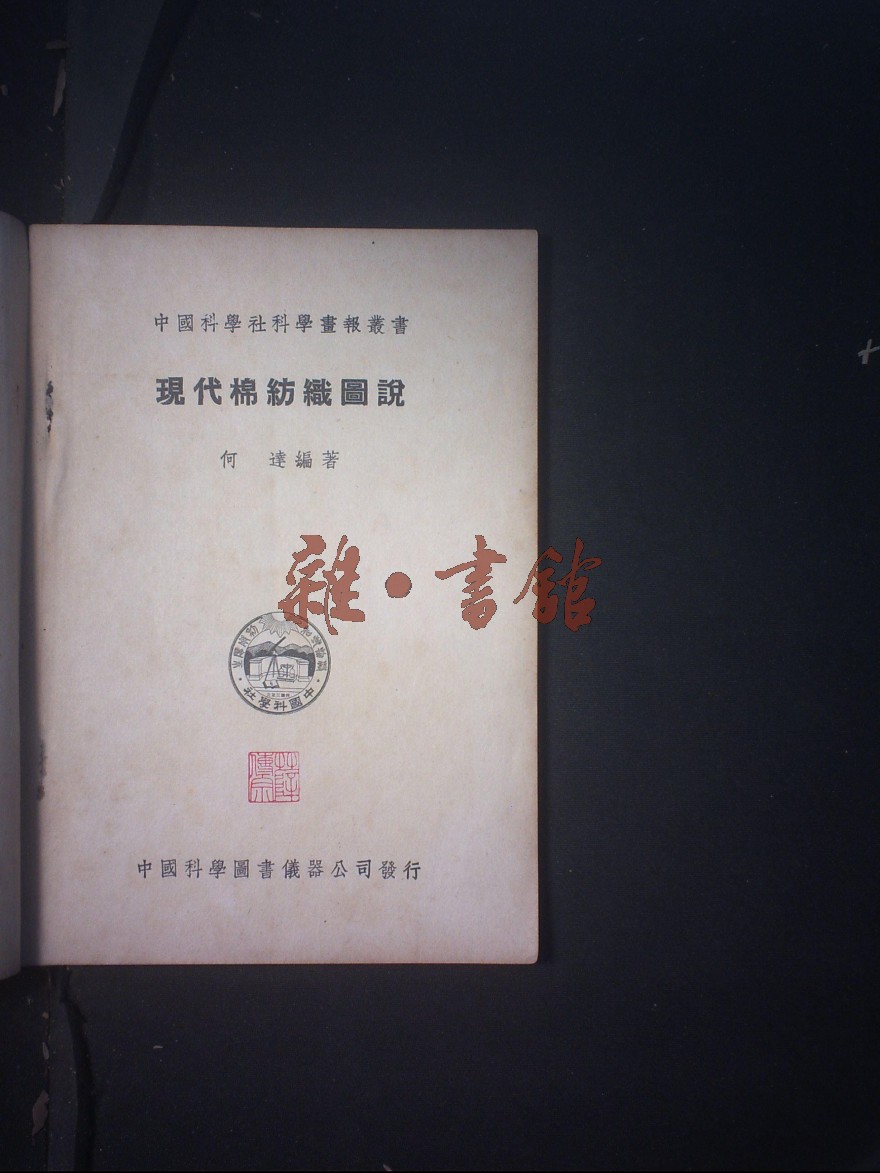 中國科學社科學畫報叢書
現代棉紡織圖說
何 達編著
雜·書館
中國科學社
中國科學圖書儀器公司發行